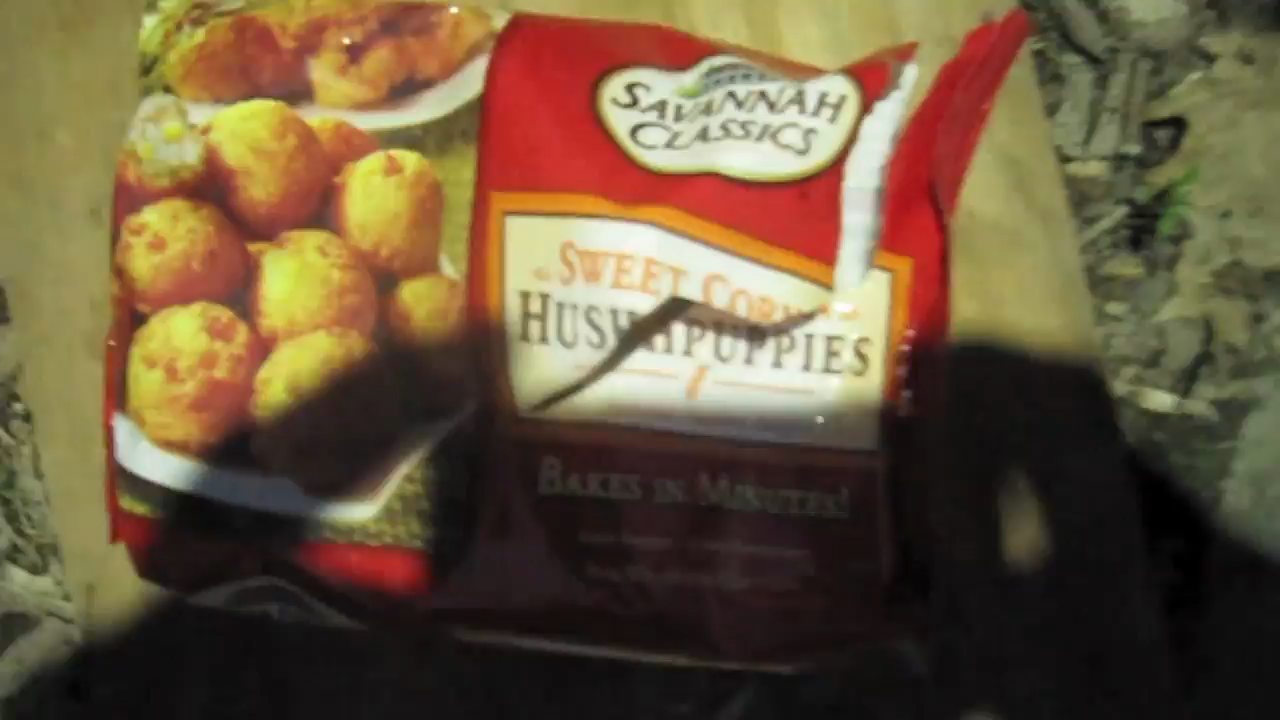 SAVANNAH
CLASSICS
SWEET CORN
HUSHPUPPIES
BAKES IN MINUTES!